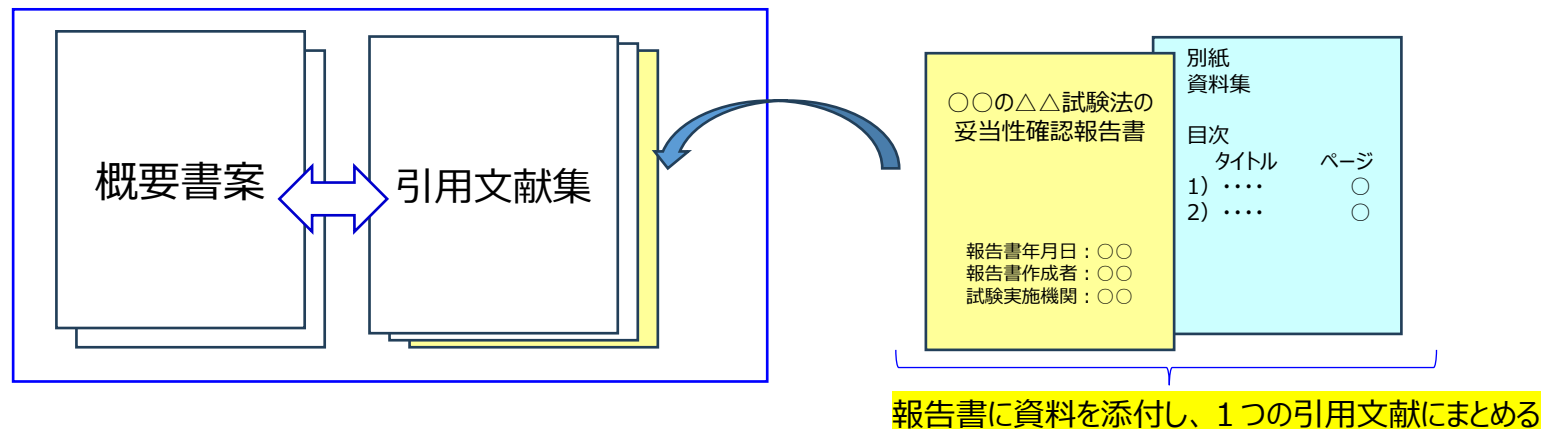 概要書案
引用文献集
○○の△△試験法の
妥当性確認報告書
報告書年月日：○○
報告書作成者：○○
試験実施機関：○○
別紙
資料集
目次
タイトル ページ
1）・・・・ ○
2）・・・・ ○
報告書に資料を添付し、１つの引用文献にまとめる